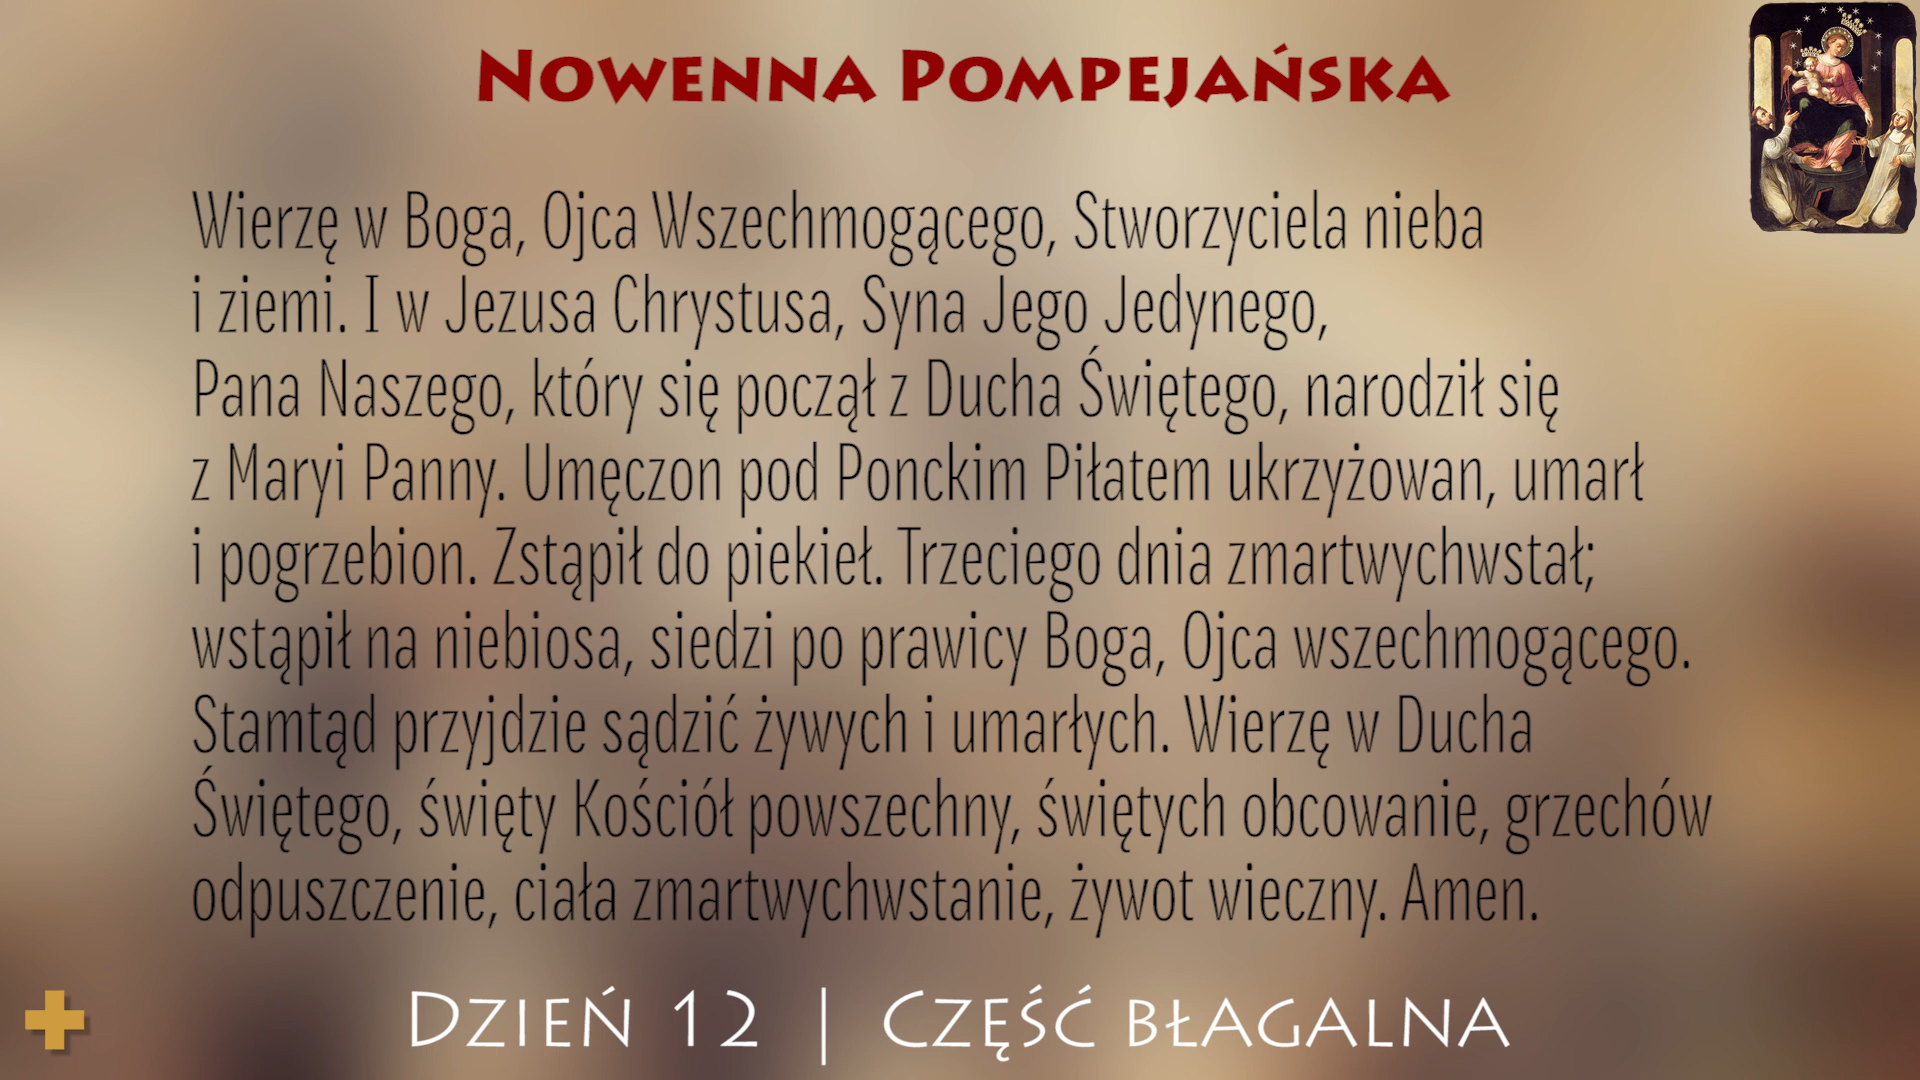 Nowenna Pompejańska
Wierzę w Boga, Ojca Wszechmogącego, Stworzyciela nieba
i ziemi. I w Jezusa Chrystusa, Syna Jego Jedynego,
Pana Naszego, który się począł z Ducha Świętego, narodził się
z Maryi Panny. Umęczon pod Ponckim Piłatem ukrzyżowan, umarł
i pogrzebion. Zstąpił do piekieł. Trzeciego dnia zmartwychwstał;
wstąpił na niebiosa, siedzi po prawicy Boga, Ojca wszechmogącego.
Stamtąd przyjdzie sądzić żywych i umarłych. Wierzę w Ducha
Świętego, święty Kościół powszechny, świętych obcowanie, grzechów
odpuszczenie, ciała zmartwychwstanie, żywot wieczny. Amen.
Dzień 12 | Część błagalna